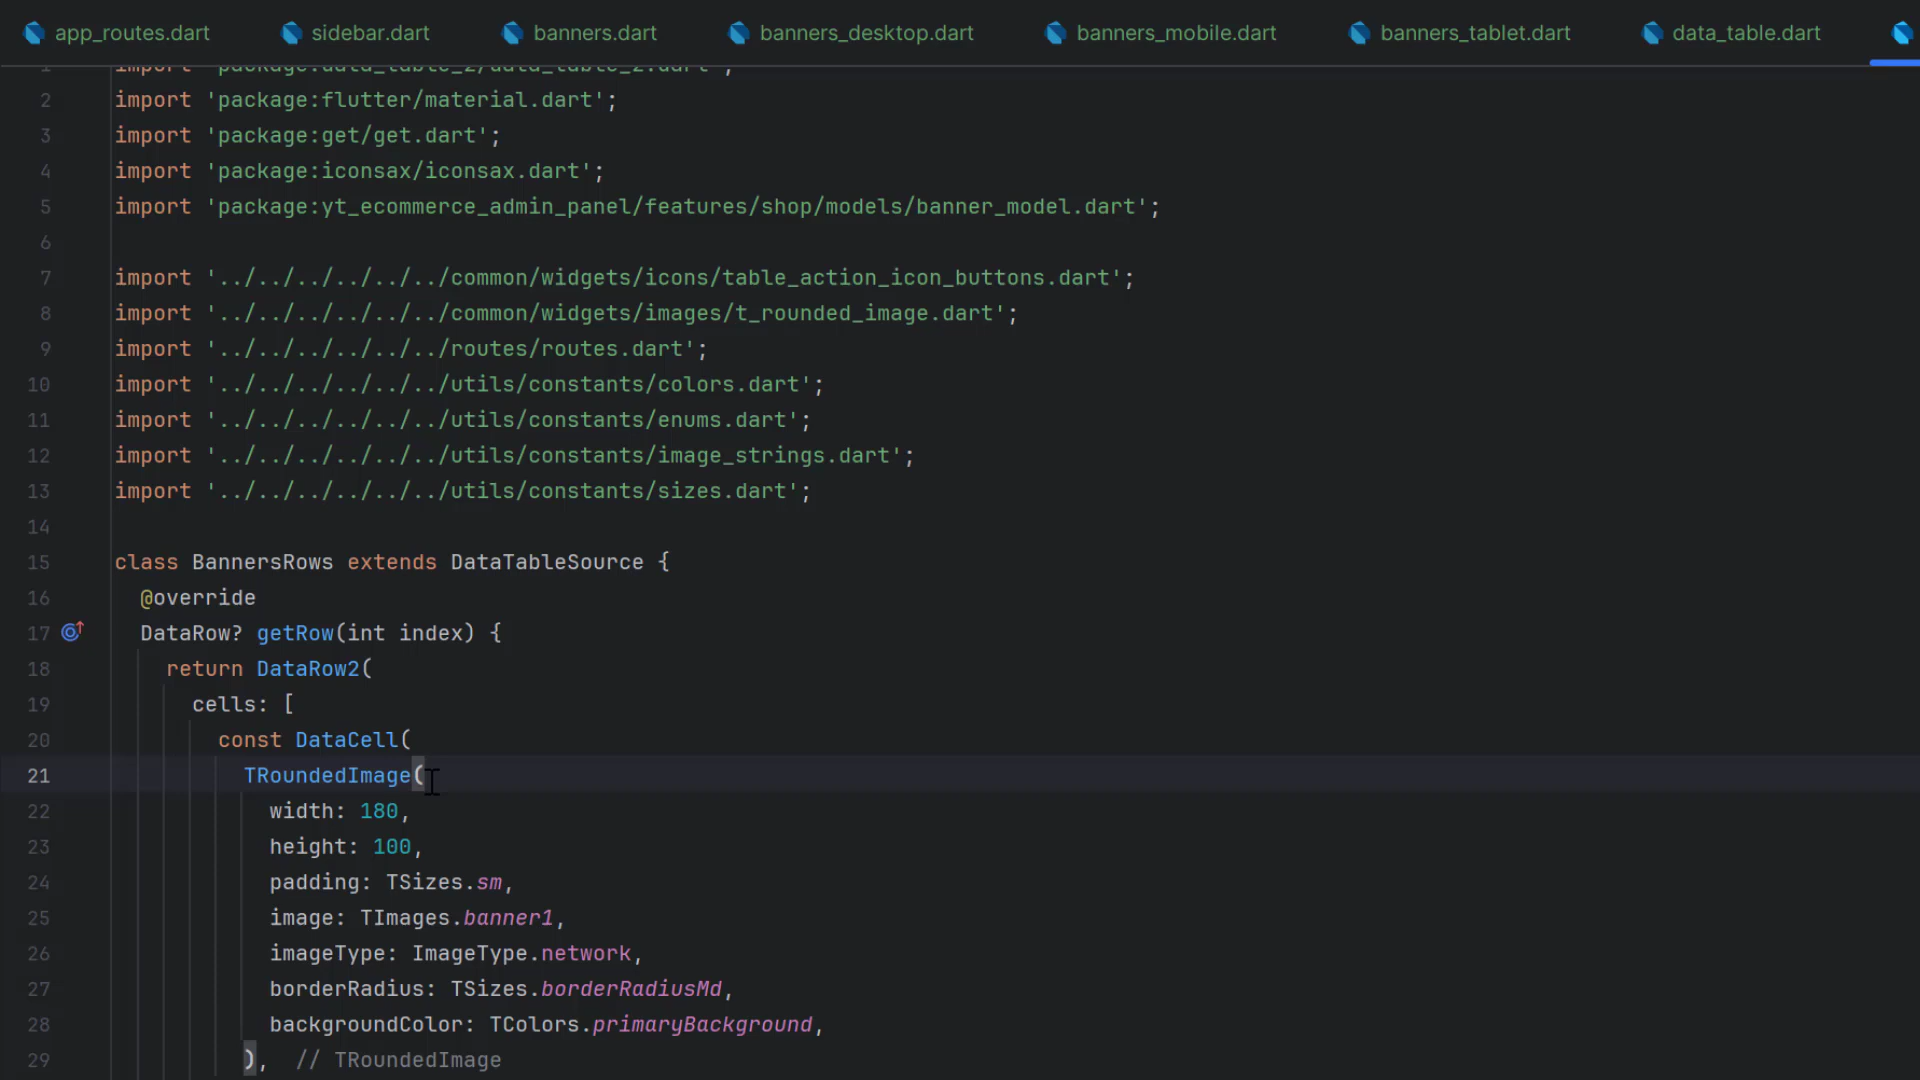 app_routes.dart sidebar.dart banners.dart banners_desktop.dart banners_mobile.dart banners_tablet.dart data_table.dart
1 import 'package:data_table_2/data_table_2.dart';
2 import 'package:flutter/material.dart';
3 import 'package:get/get.dart';
4 import 'package:iconsax/iconsax.dart';
5 import 'package:yt_ecommerce_admin_panel/features/shop/models/banner_model.dart';
6
7 import '../../../../../../common/widgets/icons/table_action_icon_buttons.dart';
8 import '../../../../../../common/widgets/images/t_rounded_image.dart';
9 import '../../../../../../routes/routes.dart';
10 import '../../../../../../utils/constants/colors.dart';
11 import '../../../../../../utils/constants/enums.dart';
12 import '../../../../../../utils/constants/image_strings.dart';
13 import '../../../../../../utils/constants/sizes.dart';
14
15 class BannersRows extends DataTableSource {
16 @override
17 DataRow? getRow(int index) {
18 return DataRow2(
19 cells: [
20 const DataCell(
21 TRoundedImage(
22 width: 180,
23 height: 100,
24 padding: TSizes.sm,
25 image: TImages.banner1,
26 imageType: ImageType.network,
27 borderRadius: TSizes.borderRadiusMd,
28 backgroundColor: TColors.primaryBackground,
29 ), // TRoundedImage